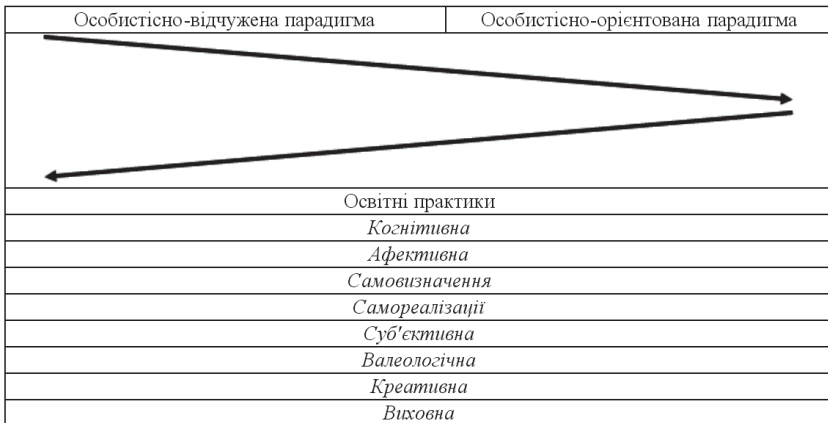 Особистісно-відчужена парадигма Особистісно-орієнтована парадигма
Освітні практики
Когнітивна
Афективна
Самовизначення
Самореалізації
Суб'єктивна
Валеологічна
Креативна
Виховна